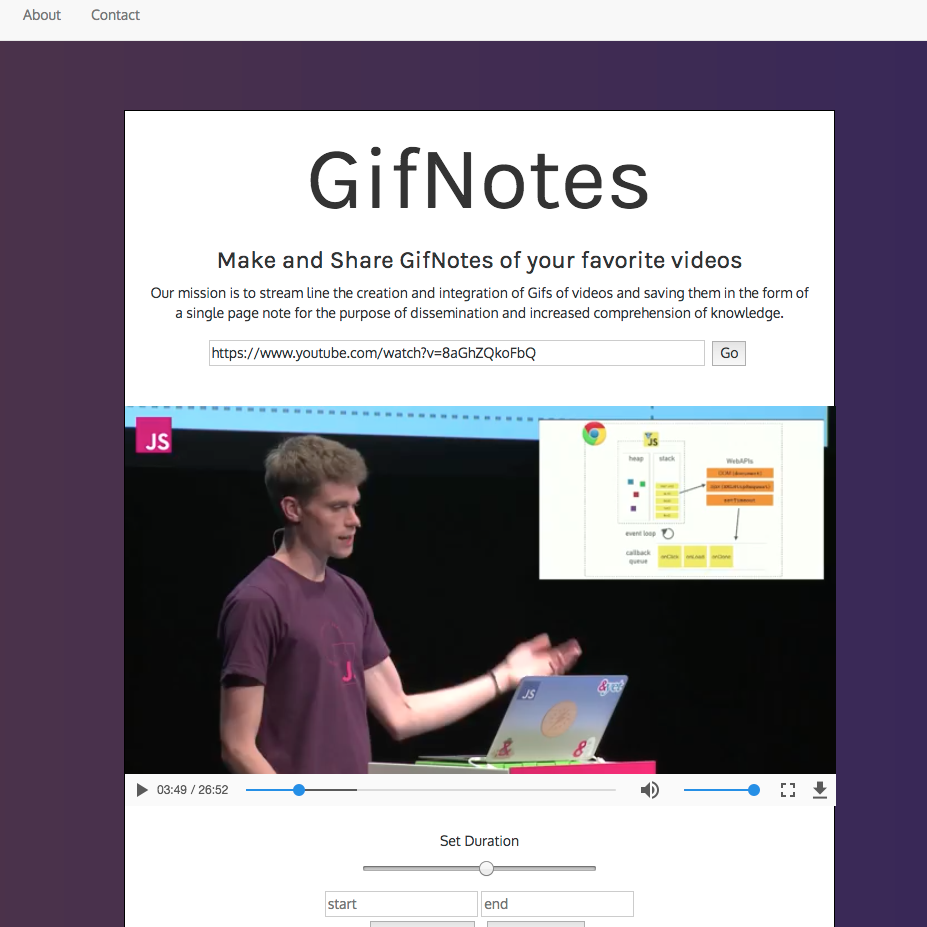 About Contact
GifNotes
Make and Share GifNotes of your favorite videos
Our mission is to stream line the creation and integration of Gifs of videos and saving them in the form of
a single page note for the purpose of dissemination and increased comprehension of knowledge.
https://www.youtube.com/watch?v=8aGhZQkoFbQ Go
JS
JS
heap stack
WebAPIs
setTimeout
event loop
callback
queue
onClick onLoad onDone
JS
03:49 / 26:52
Set Duration
start end